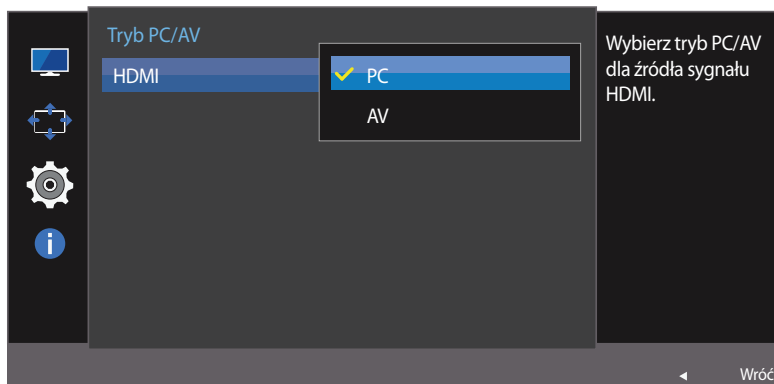 Tryb PC/AV
HDMI
PC
AV
Wybierz tryb PC/AV
dla źródła sygnału
HDMI.
Wróć